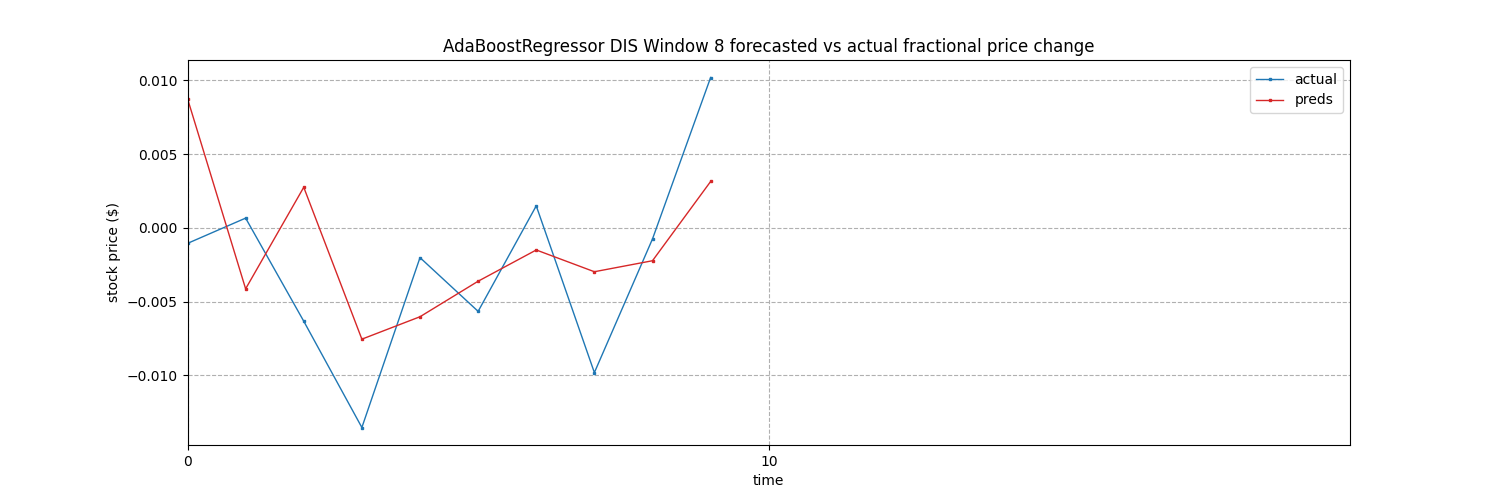 AdaBoostRegressor DIS Window 8 forecasted vs actual fractional price change
actual
preds
0.010
0.005
0.000
−0.005
−0.010
stock price ($)
0
10
time